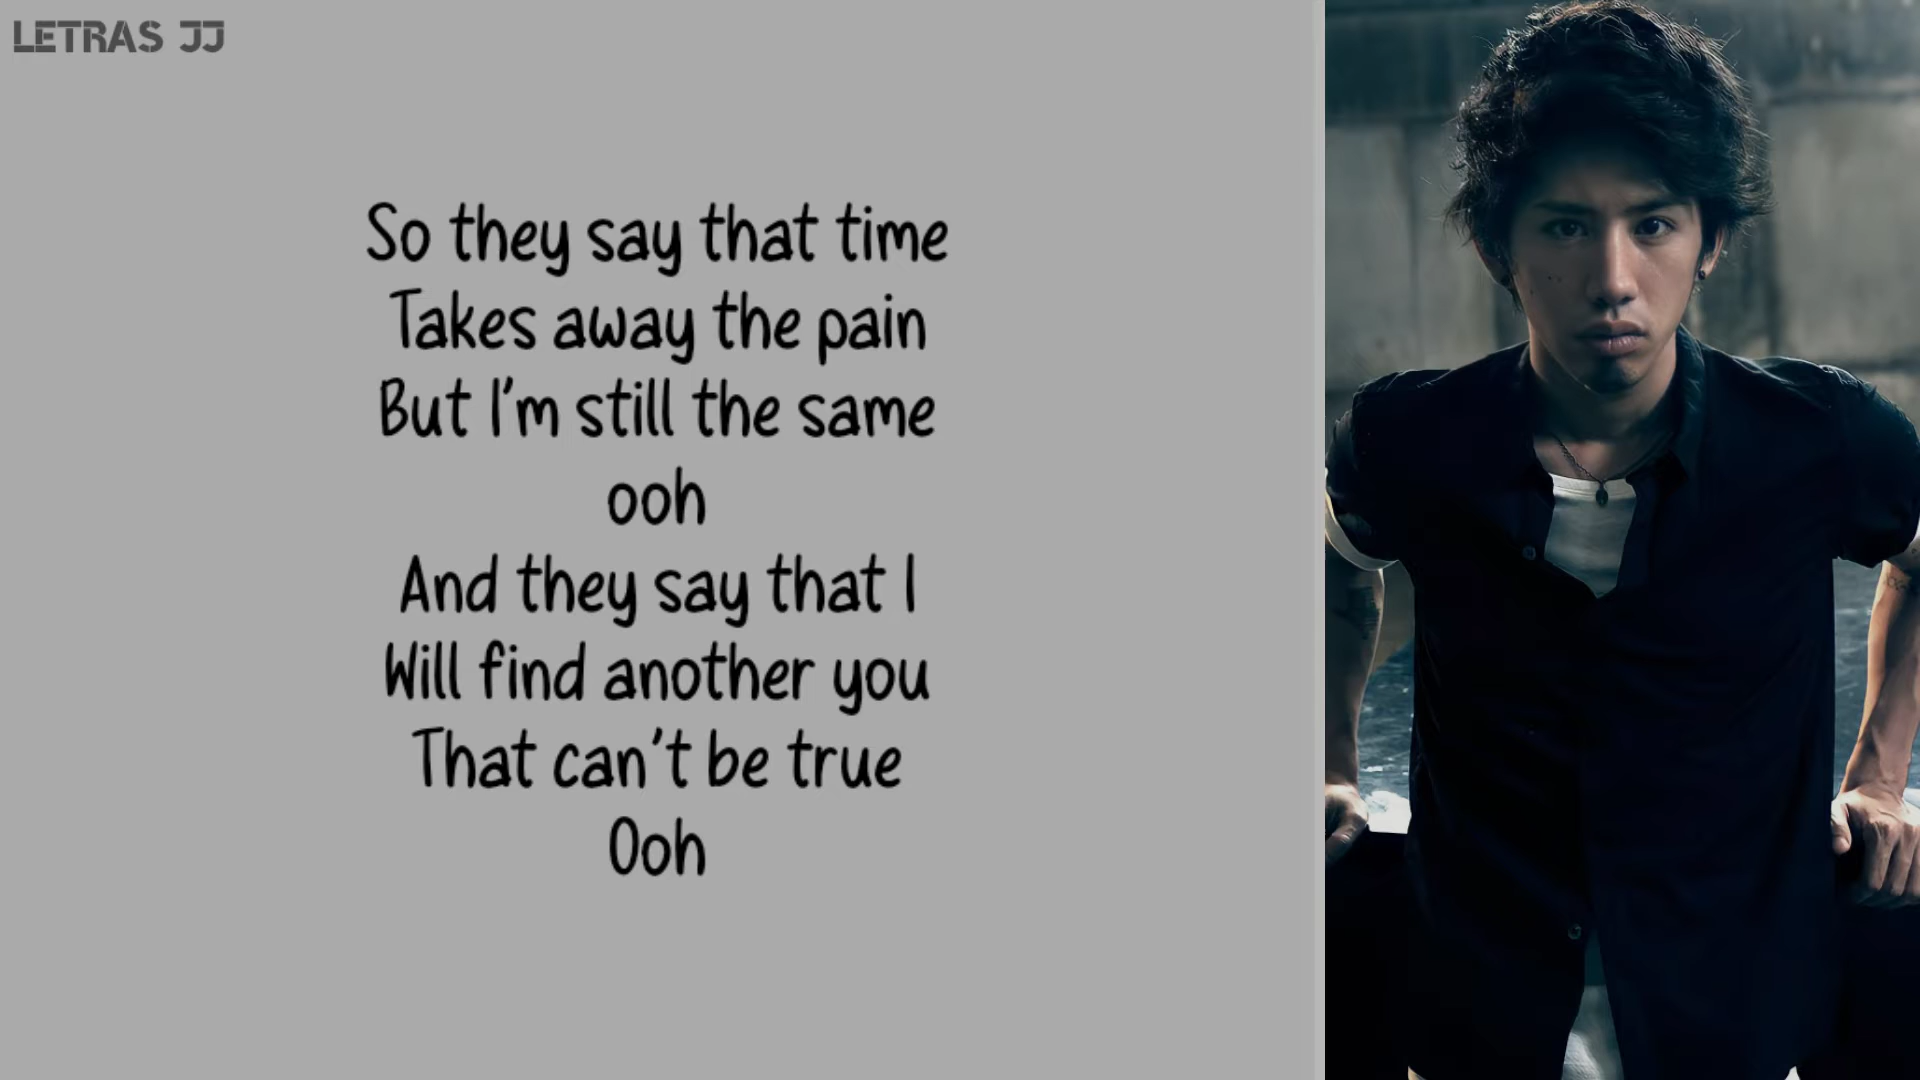 LETRAS JJ
So they say that time
Takes away the pain
But I'm still the same
ooh
And they say that I
Will find another you
That can't be true
Ooh